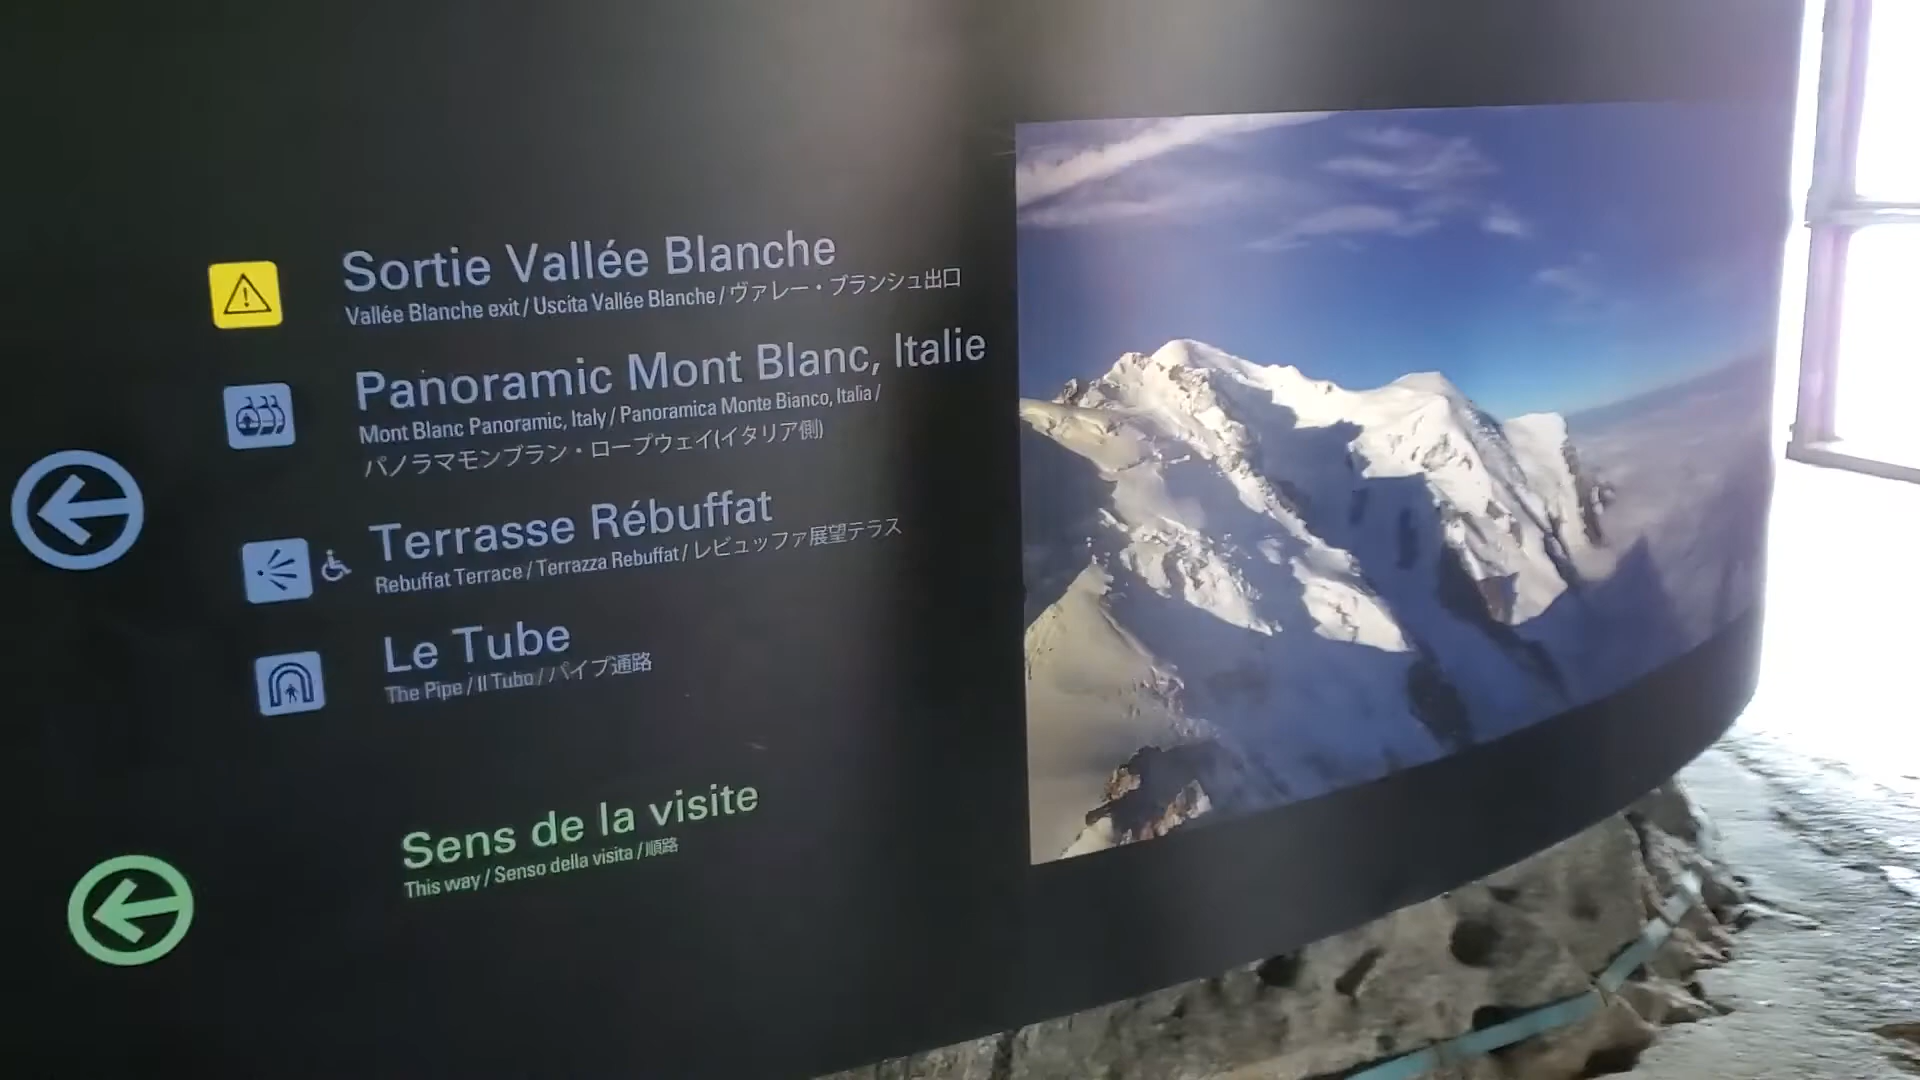 Sortie Vallée Blanche
Vallée Blanche exit / Uscita Vallée Blanche / ヴァレー・ブランシュ出口
Panoramic Mont Blanc, Italie
Mont Blanc Panoramic, Italy / Panoramica Monte Bianco, Italia /
パノラマモンブラン・ロープウェイ(イタリア側)
Terrasse Rébuffat
Rebuffat Terrace / Terrazza Rebuffat / レビュッファ展望テラス
Le Tube
The Pipe / Il Tubo / パイプ通路
Sens de la visite
This way / Senso della visita / 順路